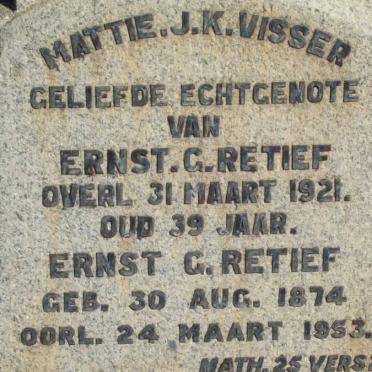 MATTIE. J. K. VISSER
GELIEFDE ECHTGENOTE
VAN
ERNST. G. RETIEF
OVERL 31 MAART 1921.
OUD 39 JAAR.
ERNST G. RETIEF
GEB. 30 AUG. 1874
OORL. 24 MAART 1953.
MATH. 25 VERS